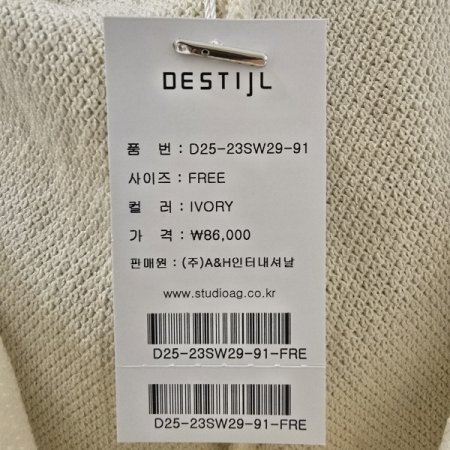 DESTIJL
품 번 : D25-23SW29-91
사이즈 : FREE
컬 러 : IVORY
가 격 : ₩86,000
판매원 : (주)A&H인터내셔날
www.studioag.co.kr
D25-23SW29-91-FRE
D25-23SW29-91-FRE